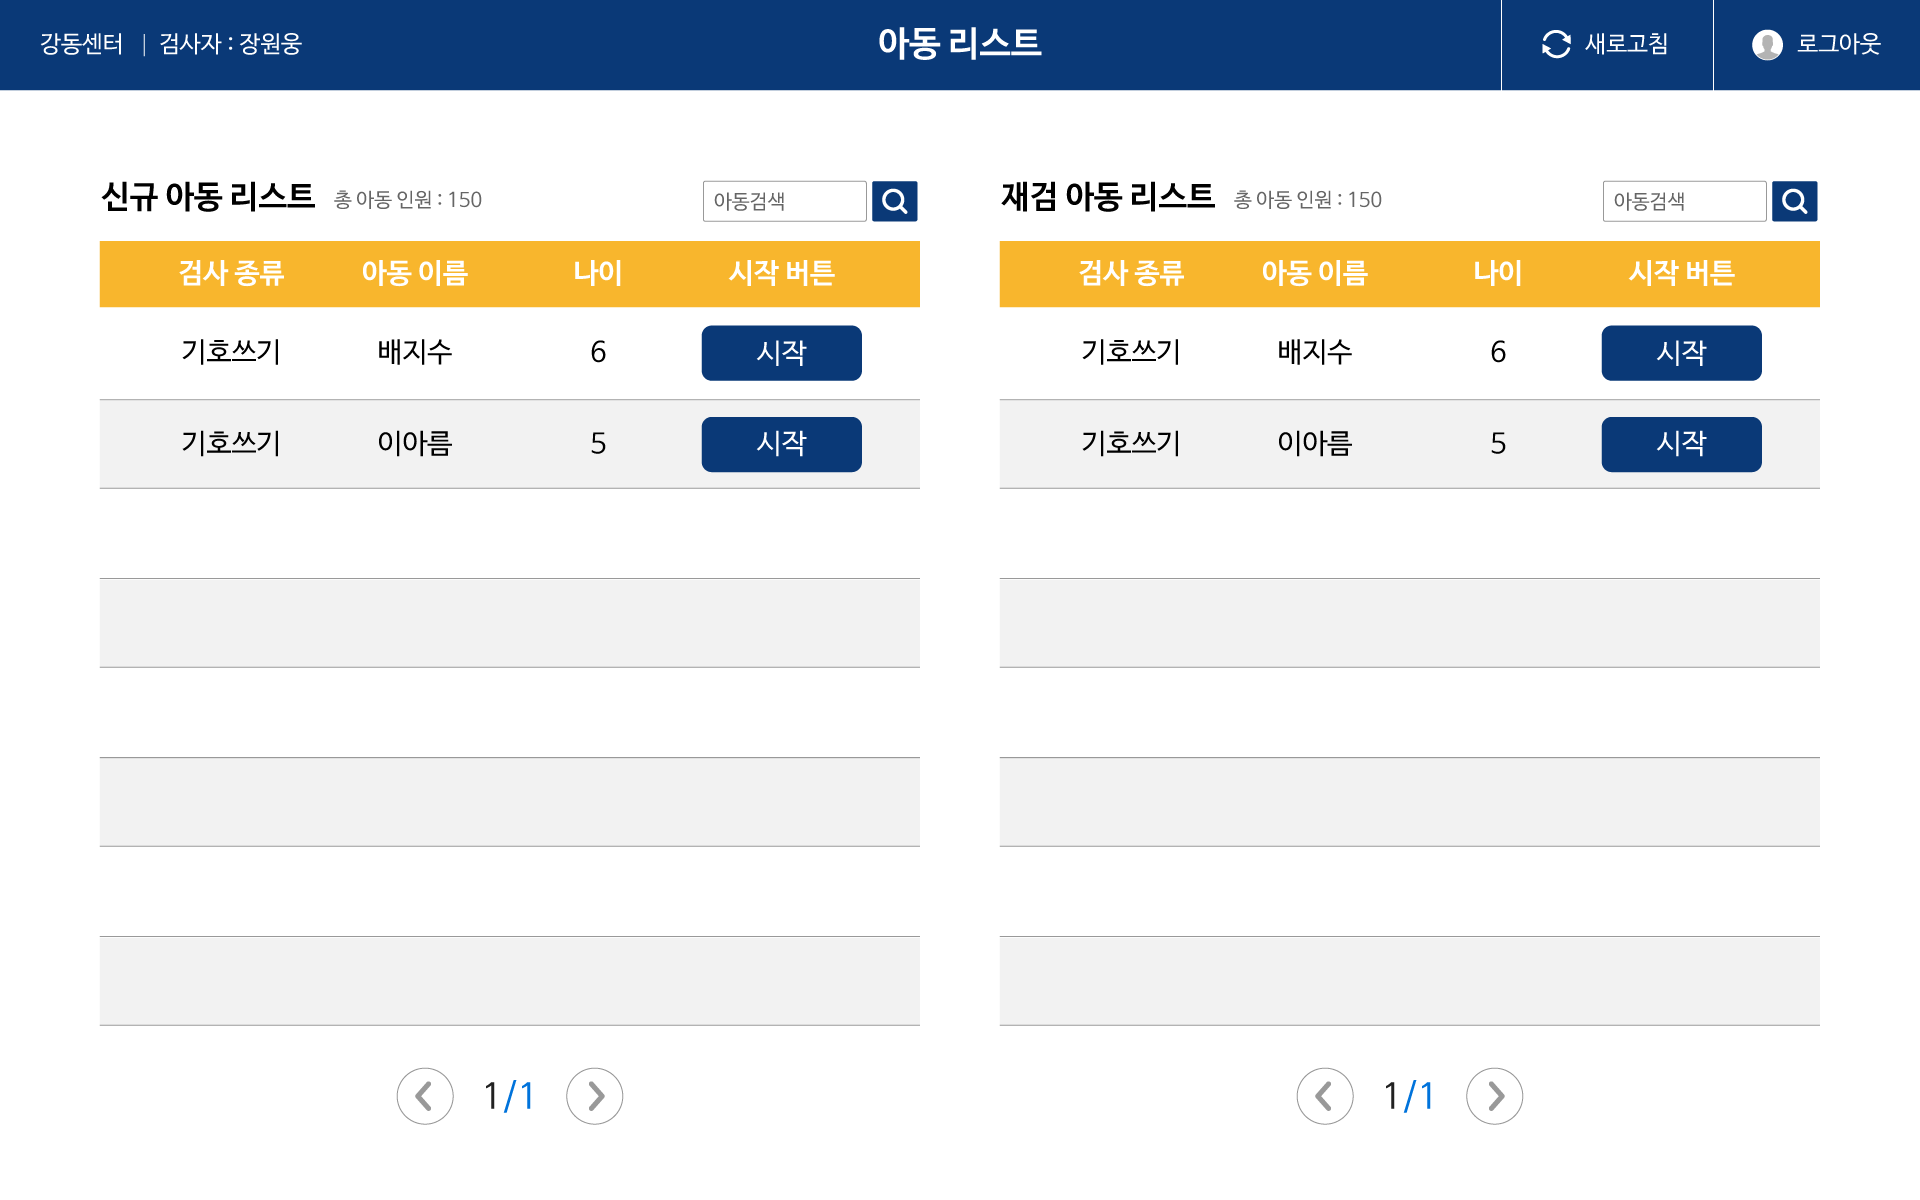 강동센터 | 검사자 : 장원웅
아동 리스트
새로고침
로그아웃
신규 아동 리스트 총 아동 인원 : 150
아동검색
검사 종류 아동 이름 나이 시작 버튼
기호쓰기 배지수 6 시작
기호쓰기 이아름 5 시작
1/1
재검 아동 리스트 총 아동 인원 : 150
아동검색
검사 종류 아동 이름 나이 시작 버튼
기호쓰기 배지수 6 시작
기호쓰기 이아름 5 시작
1/1